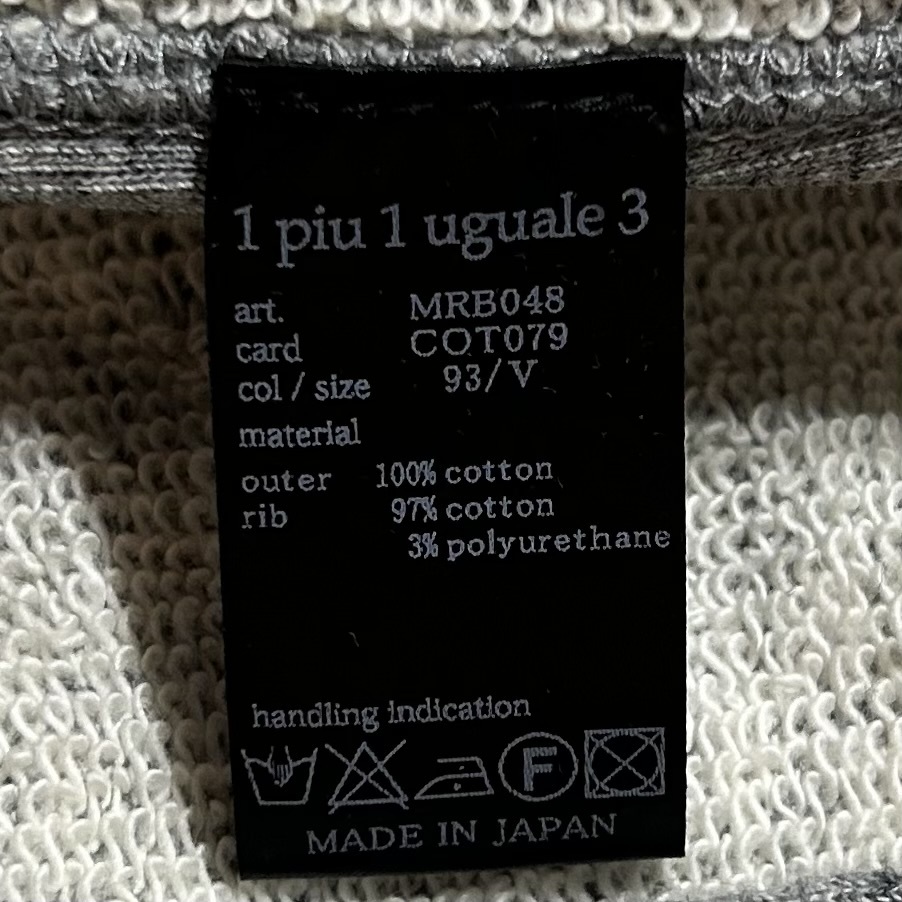 1 piu 1 uguale 3
art. MRB048
card COT079
col / size 93/V
material
outer 100% cotton
rib 97% cotton
3% polyurethane
handling indication
F
MADE IN JAPAN